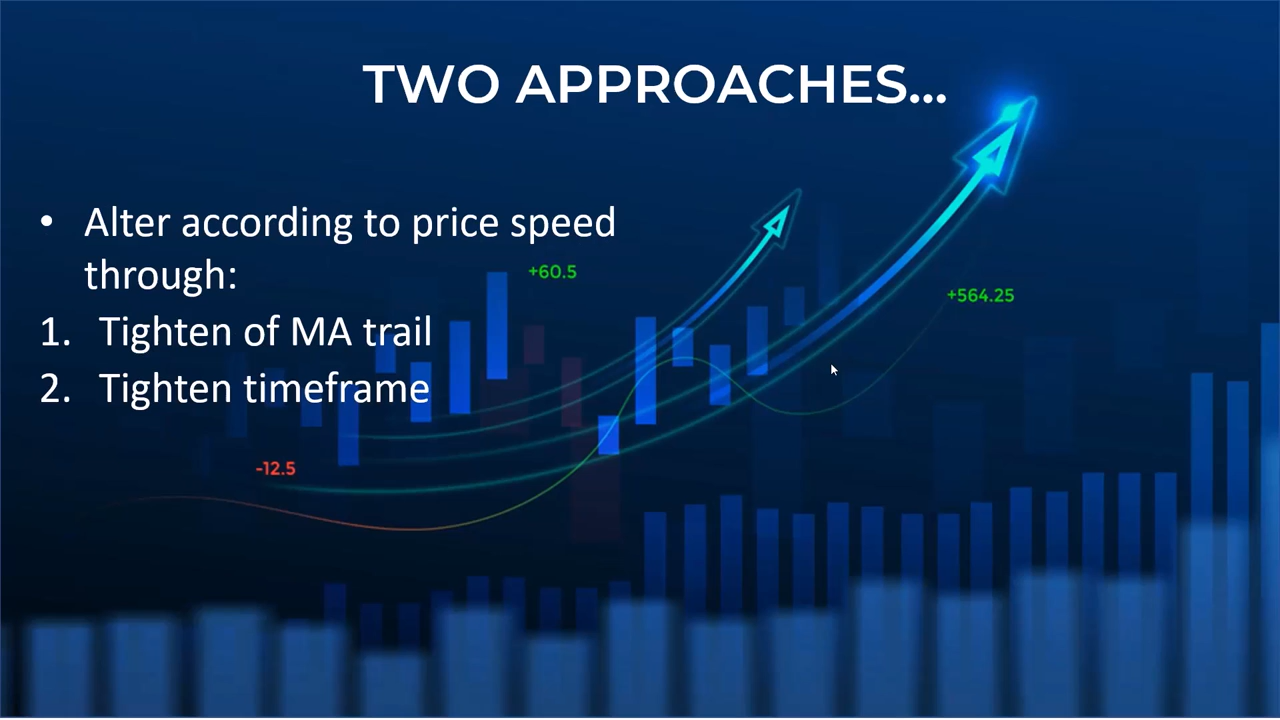 TWO APPROACHES...
• Alter according to price speed
through:
1. Tighten of MA trail
2. Tighten timeframe
+60.5
+564.25
-12.5